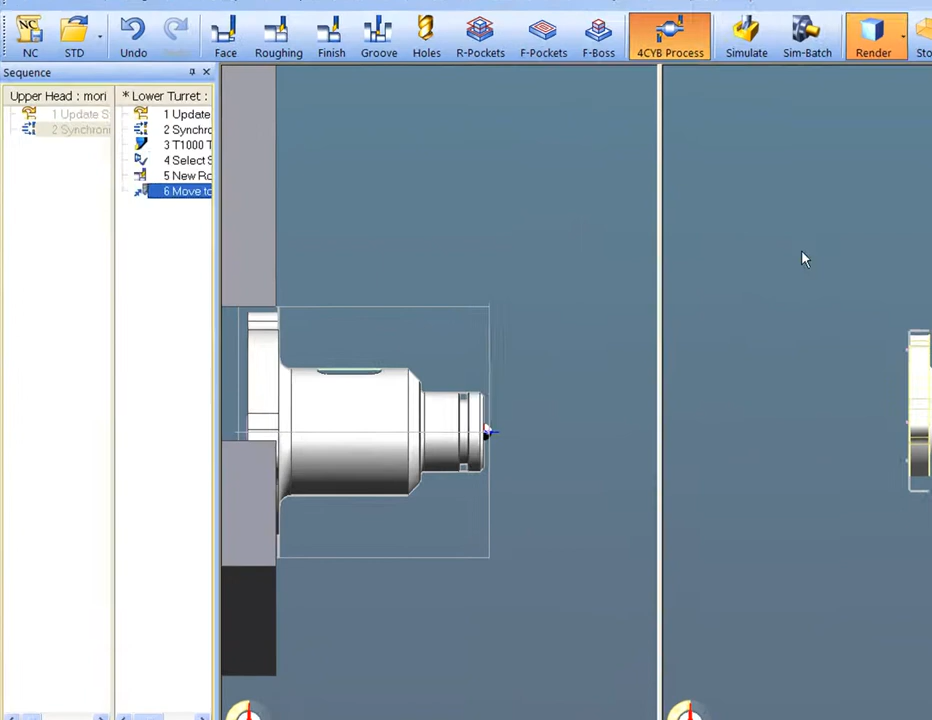 NC STD Undo Face Roughing Finish Groove Holes R-Pockets F-Pockets F-Boss 4CYB Process Simulate Sim-Batch Render Sto
Sequence
Upper Head : mori
1 Update S
2 Synchroni
* Lower Turret :
1 Update
2 Synchro
3 T1000 T
4 Select S
5 New Ro
6 Move to